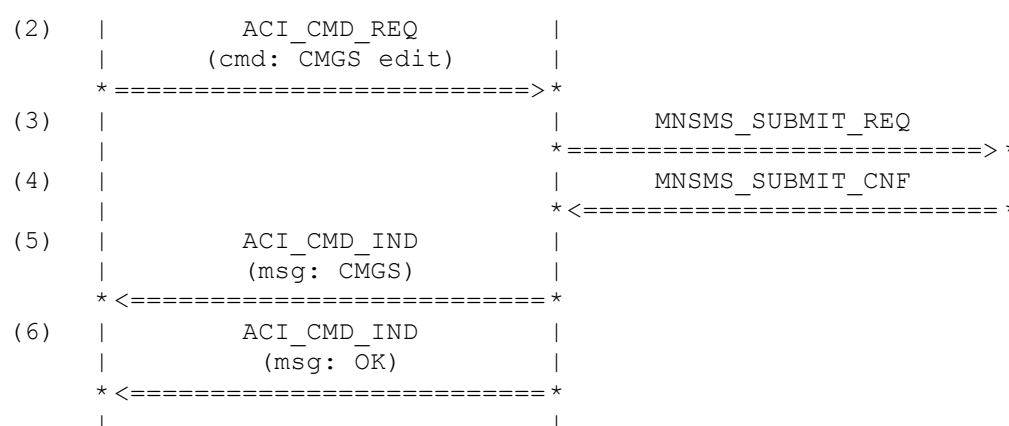 (2)    |      ACI_CMD_REQ          |
       |     (cmd: CMGS edit)      |
       *==========================>*
(3)    |                           |     MNSMS_SUBMIT_REQ
       |                           *==========================>*
(4)    |                           |     MNSMS_SUBMIT_CNF
       |                           *<==========================*
(5)    |        ACI_CMD_IND        |
       |        (msg: CMGS)        |
       *<==========================*
(6)    |        ACI_CMD_IND        |
       |         (msg: OK)         |
       *<==========================*
       |                           |